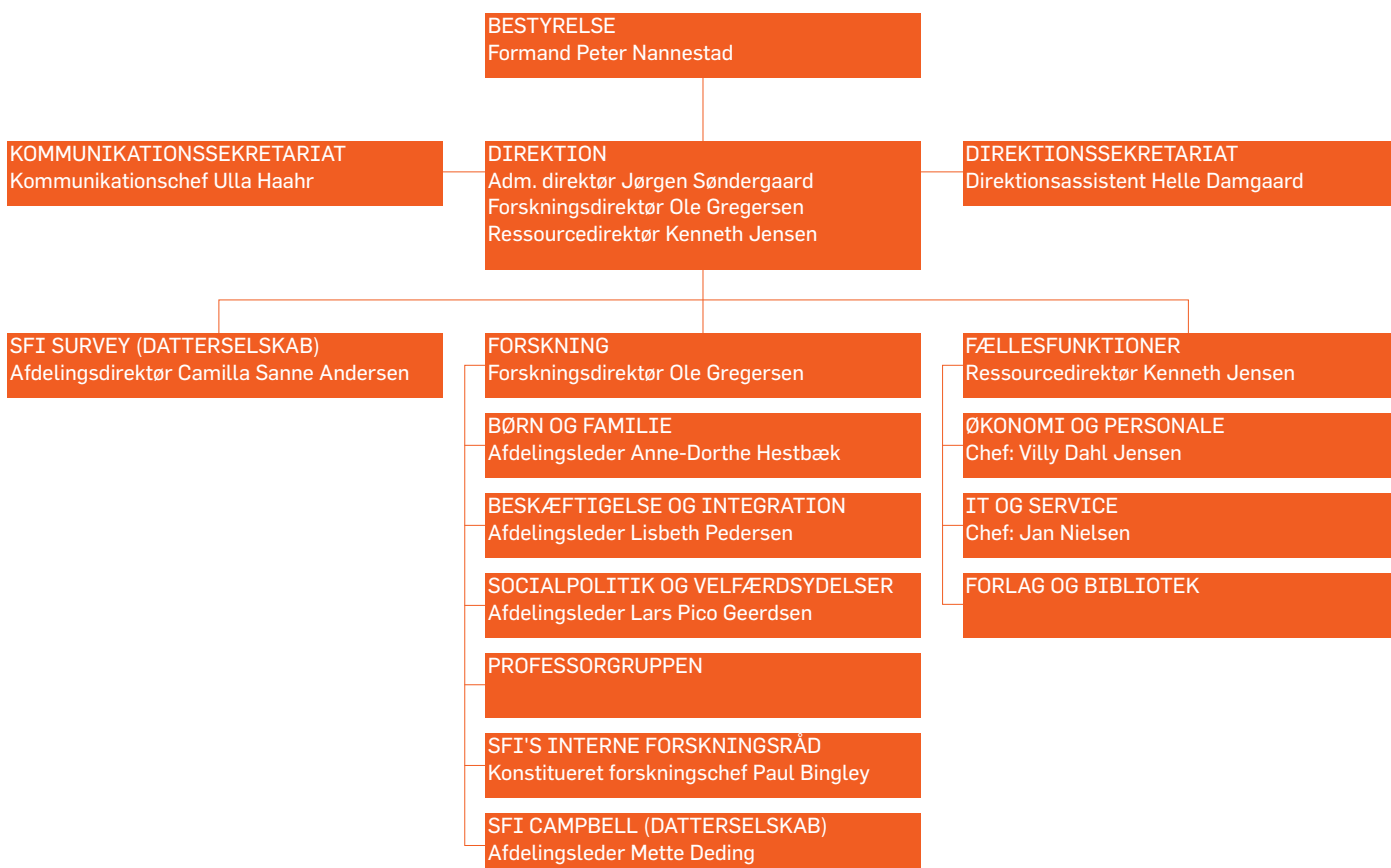 BESTYRELSE
Formand Peter Nannestad
KOMMUNIKATIONSSEKRETARIAT
Kommunikationschef Ulla Haahr
DIREKTION
Adm. direktør Jørgen Søndergaard
Forskningsdirektør Ole Gregersen
Ressourcedirektør Kenneth Jensen
DIREKTIONSSEKRETARIAT
Direktionsassistent Helle Damgaard
SFI SURVEY (DATTERSELSKAB)
Afdelingsdirektør Camilla Sanne Andersen
FORSKNING
Forskningsdirektør Ole Gregersen
BØRN OG FAMILIE
Afdelingsleder Anne-Dorthe Hestbæk
BESKÆFTIGELSE OG INTEGRATION
Afdelingsleder Lisbeth Pedersen
SOCIALPOLITIK OG VELFÆRDSYDELSER
Afdelingsleder Lars Pico Geerdsen
PROFESSORGRUPPEN
SFI'S INTERNE FORSKNINGSRÅD
Konstitueret forskningschef Paul Bingley
SFI CAMPBELL (DATTERSELSKAB)
Afdelingsleder Mette Deding
FÆLLESFUNKTIONER
Ressourcedirektør Kenneth Jensen
ØKONOMI OG PERSONALE
Chef: Villy Dahl Jensen
IT OG SERVICE
Chef: Jan Nielsen
FORLAG OG BIBLIOTEK